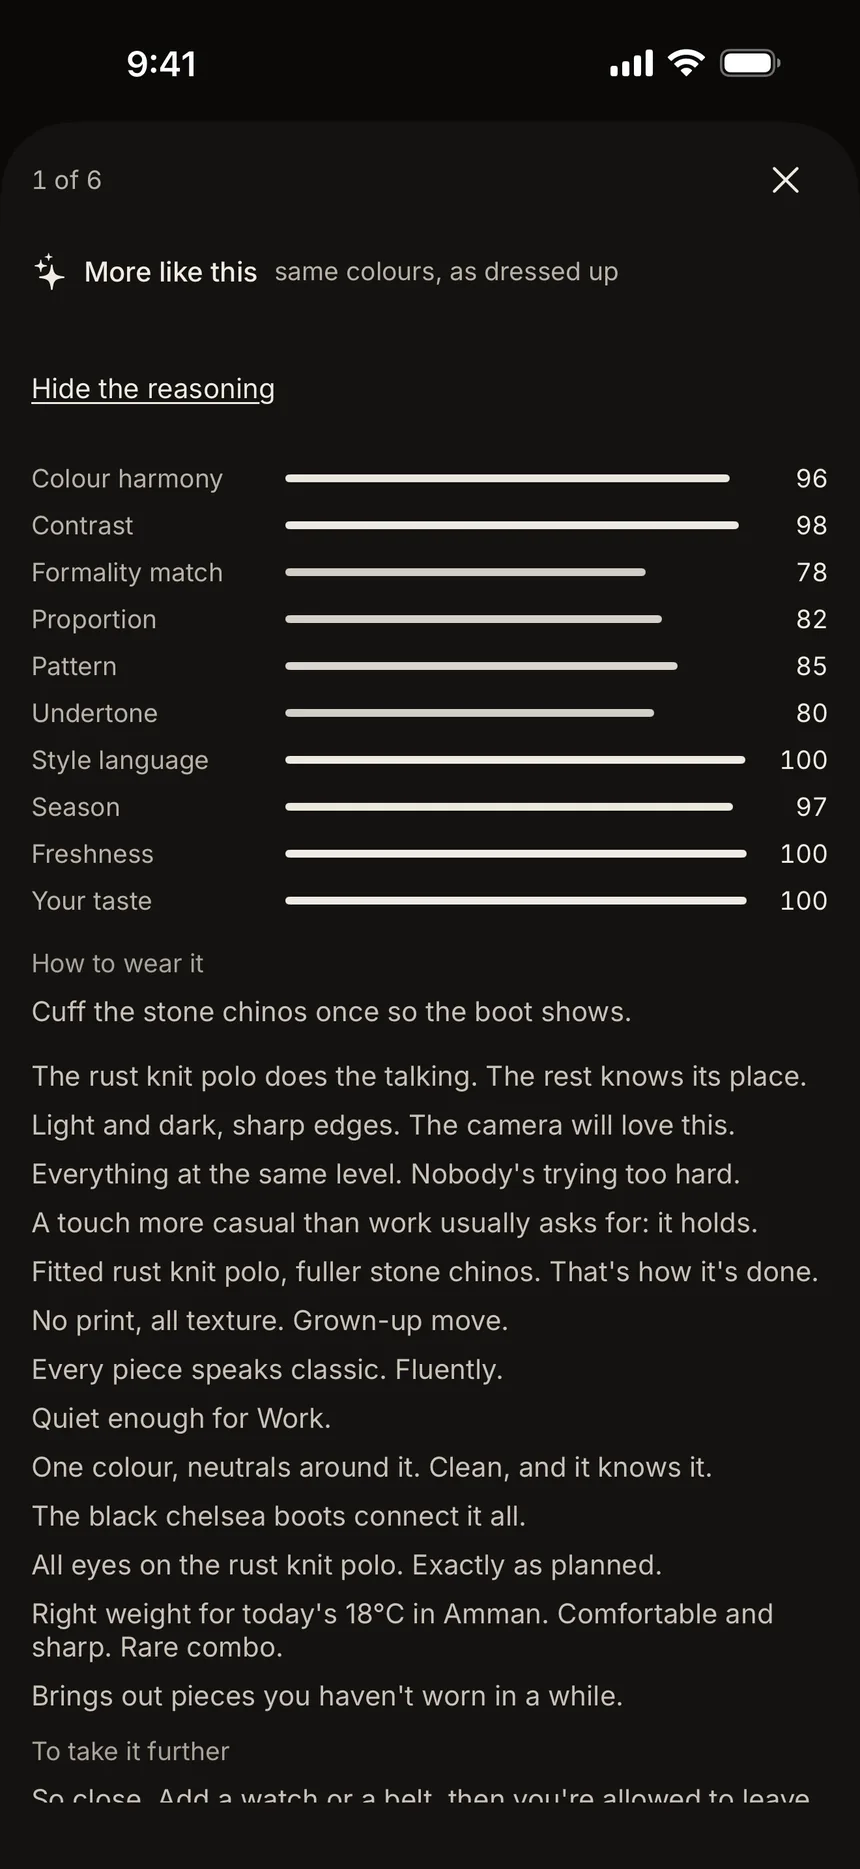 9:41
1 of 6
More like this same colours, as dressed up
Hide the reasoning
Colour harmony 96
Contrast 98
Formality match 78
Proportion 82
Pattern 85
Undertone 80
Style language 100
Season 97
Freshness 100
Your taste 100
How to wear it
Cuff the stone chinos once so the boot shows.
The rust knit polo does the talking. The rest knows its place.
Light and dark, sharp edges. The camera will love this.
Everything at the same level. Nobody's trying too hard.
A touch more casual than work usually asks for: it holds.
Fitted rust knit polo, fuller stone chinos. That's how it's done.
No print, all texture. Grown-up move.
Every piece speaks classic. Fluently.
Quiet enough for Work.
One colour, neutrals around it. Clean, and it knows it.
The black chelsea boots connect it all.
All eyes on the rust knit polo. Exactly as planned.
Right weight for today's 18°C in Amman. Comfortable and
sharp. Rare combo.
Brings out pieces you haven't worn in a while.
To take it further
So close. Add a watch or a belt, then you're allowed to leave